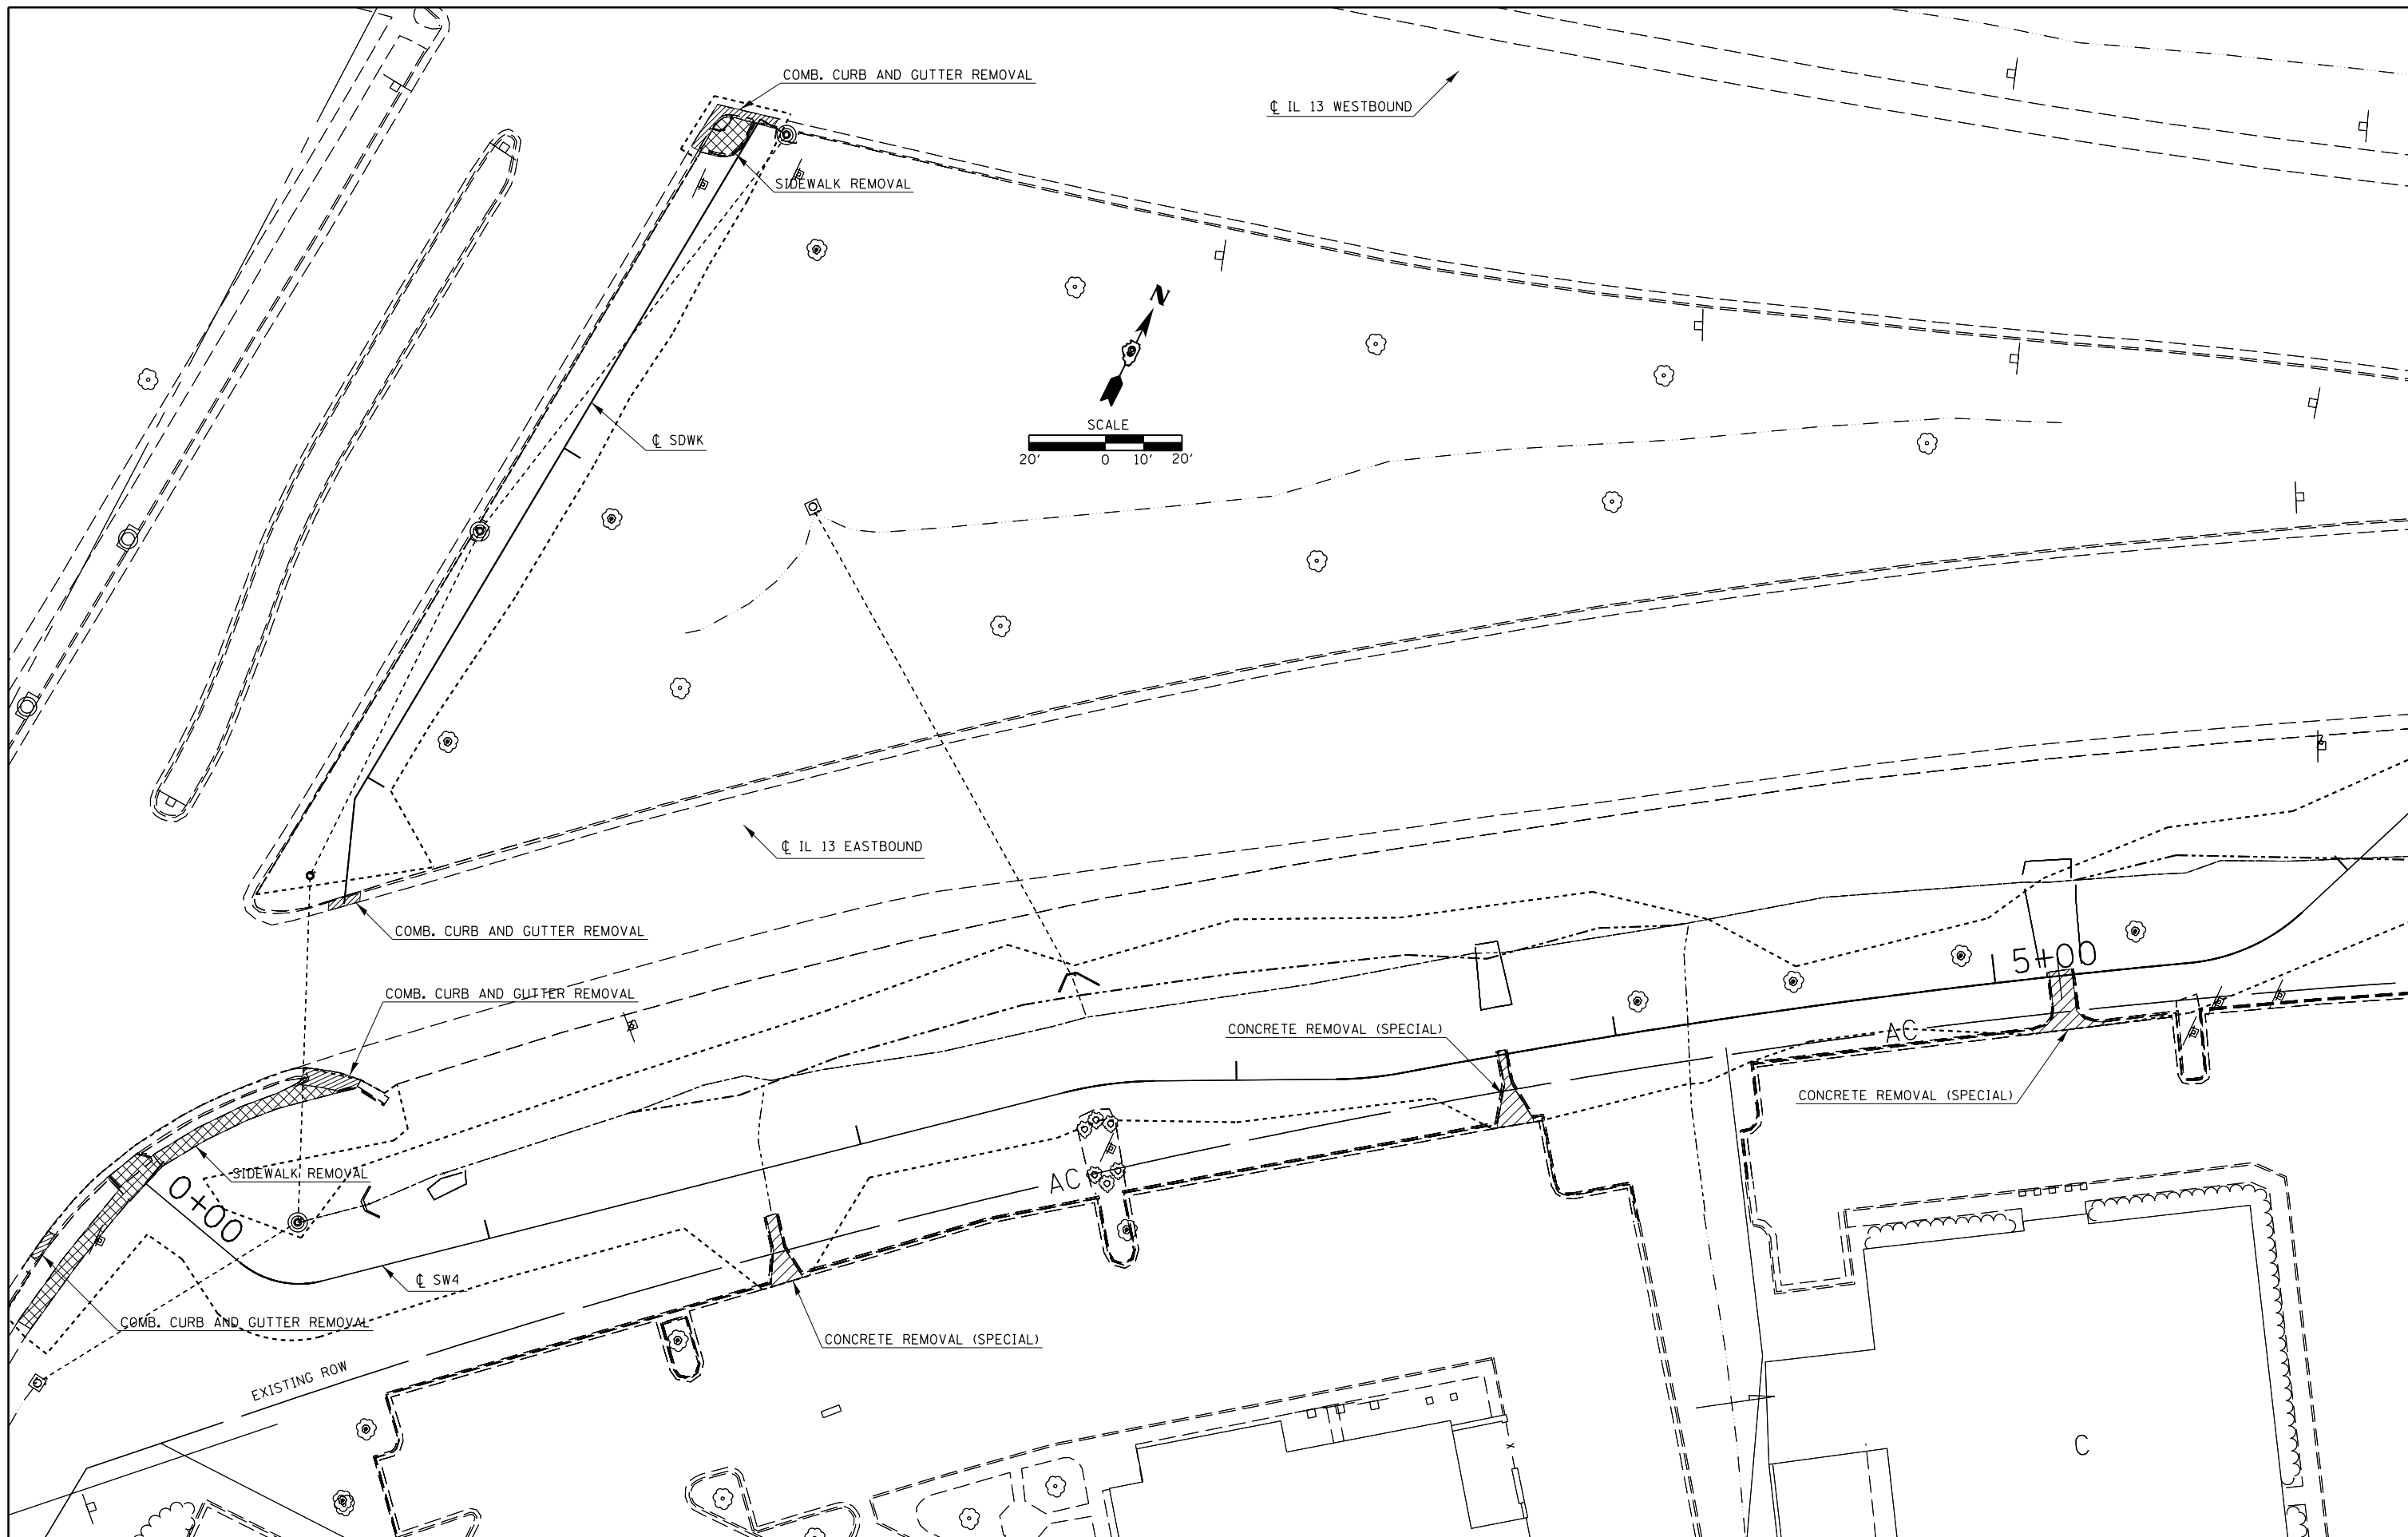 COMB. CURB AND GUTTER REMOVAL
℄ IL 13 WESTBOUND
SIDEWALK REMOVAL
N
SCALE
20' 0 10' 20'
℄ SDWK
℄ IL 13 EASTBOUND
COMB. CURB AND GUTTER REMOVAL
5+00
COMB. CURB AND GUTTER REMOVAL
CONCRETE REMOVAL (SPECIAL)
AC
CONCRETE REMOVAL (SPECIAL)
SIDEWALK REMOVAL
AC
0+00
℄ SW4
COMB. CURB AND GUTTER REMOVAL
CONCRETE REMOVAL (SPECIAL)
EXISTING ROW
C